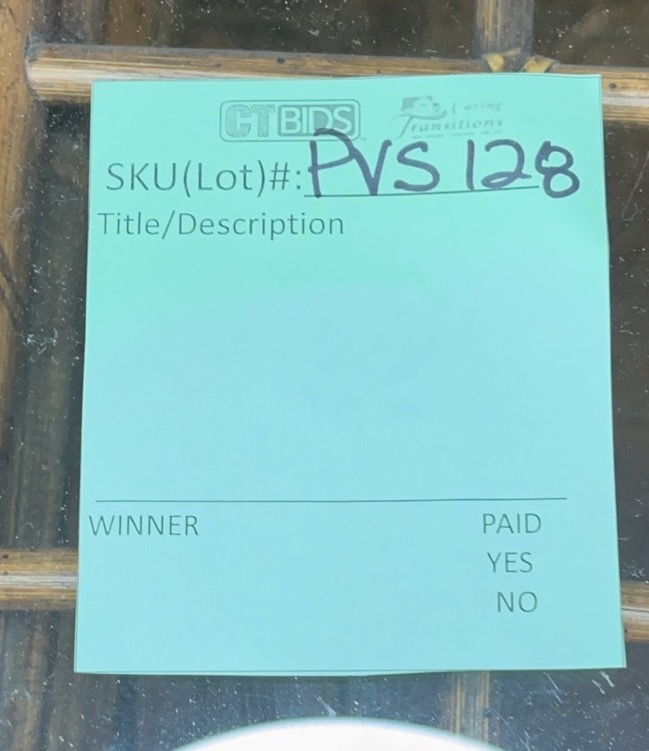 CTBIDS Caring Transitions
SKU(Lot)#: PVS 128
Title/Description
WINNER PAID
YES
NO